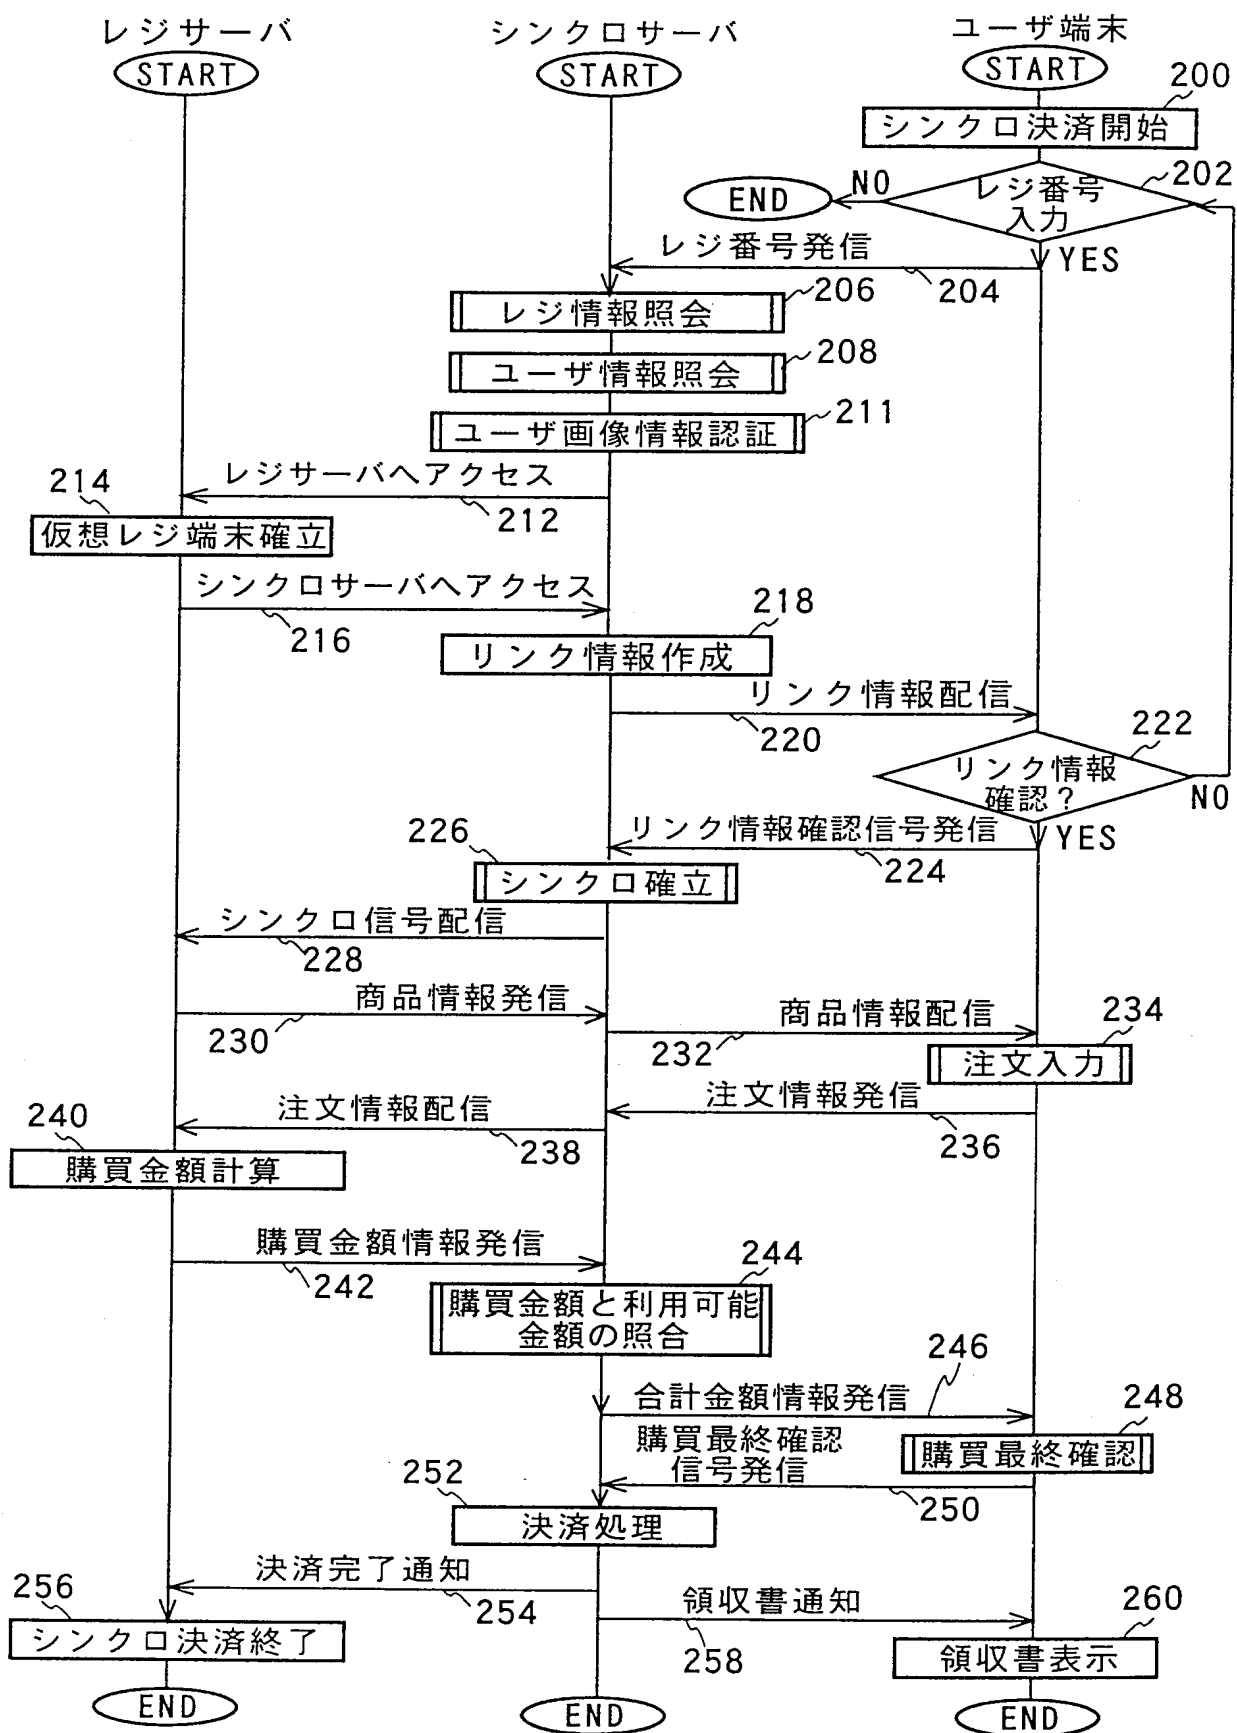 レジサーバ
シンクロサーバ
ユーザ端末
START
START
START
200
シンクロ決済開始
202
レジ番号
入力
NO
END
YES
レジ番号発信
204
206
レジ情報照会
208
ユーザ情報照会
211
ユーザ画像情報認証
レジサーバへアクセス
212
214
仮想レジ端末確立
シンクロサーバへアクセス
216
218
リンク情報作成
リンク情報配信
220
222
リンク情報
確認?
NO
YES
リンク情報確認信号発信
224
226
シンクロ確立
シンクロ信号配信
228
商品情報発信
230
商品情報配信
232
234
注文入力
注文情報発信
236
注文情報配信
238
240
購買金額計算
購買金額情報発信
242
244
購買金額と利用可能
金額の照合
246
合計金額情報発信
248
購買最終確認
購買最終確認
信号発信
250
252
決済処理
決済完了通知
254
256
シンクロ決済終了
領収書通知
258
260
領収書表示
END
END
END